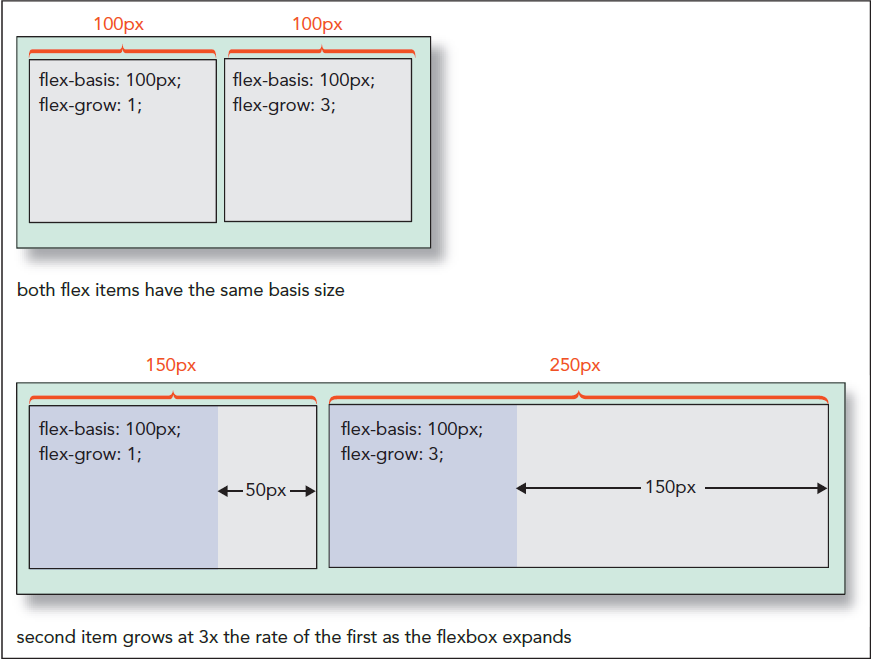 100px 100px
flex-basis: 100px; flex-basis: 100px;
flex-grow: 1; flex-grow: 3;
both flex items have the same basis size
150px 250px
flex-basis: 100px; flex-basis: 100px;
flex-grow: 1; flex-grow: 3;
50px 150px
second item grows at 3x the rate of the first as the flexbox expands